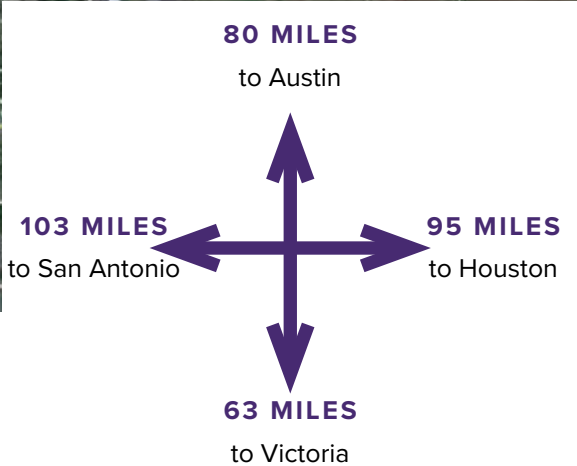 80 MILES
to Austin
103 MILES
to San Antonio
95 MILES
to Houston
63 MILES
to Victoria